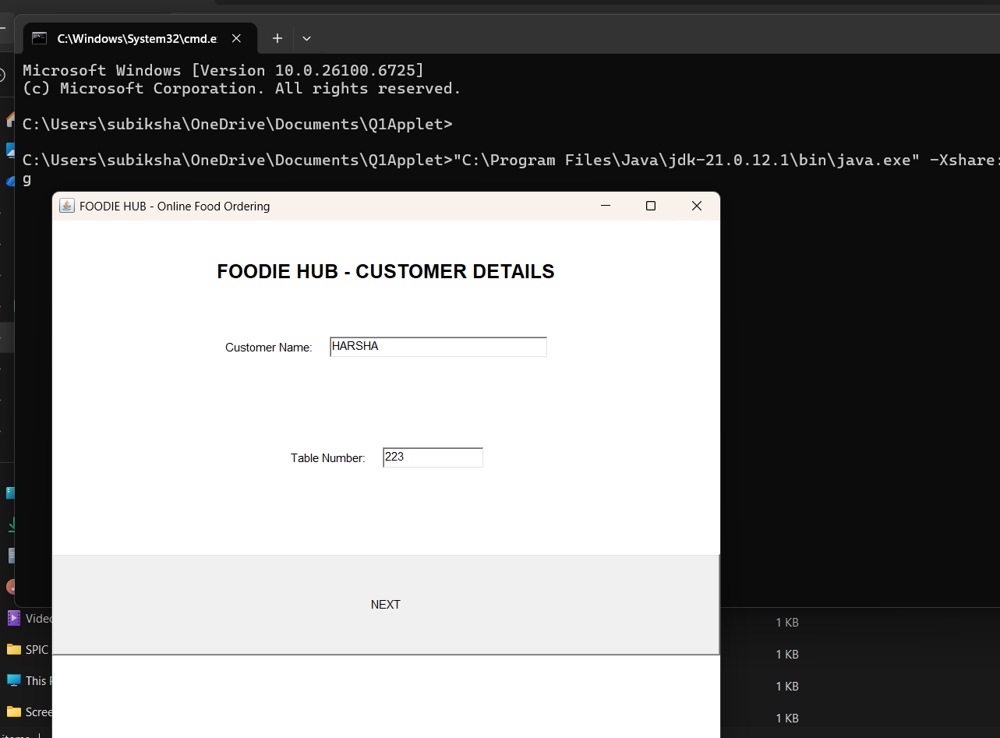 C:\Windows\System32\cmd.e
Microsoft Windows [Version 10.0.26100.6725]
(c) Microsoft Corporation. All rights reserved.
C:\Users\subiksha\OneDrive\Documents\Q1Applet>
C:\Users\subiksha\OneDrive\Documents\Q1Applet>"C:\Program Files\Java\jdk-21.0.12.1\bin\java.exe" -Xshare:
g
FOODIE HUB - Online Food Ordering
FOODIE HUB - CUSTOMER DETAILS
Customer Name: HARSHA
Table Number: 223
NEXT
Video
1 KB
SPIC
1 KB
This P
1 KB
Scree
1 KB